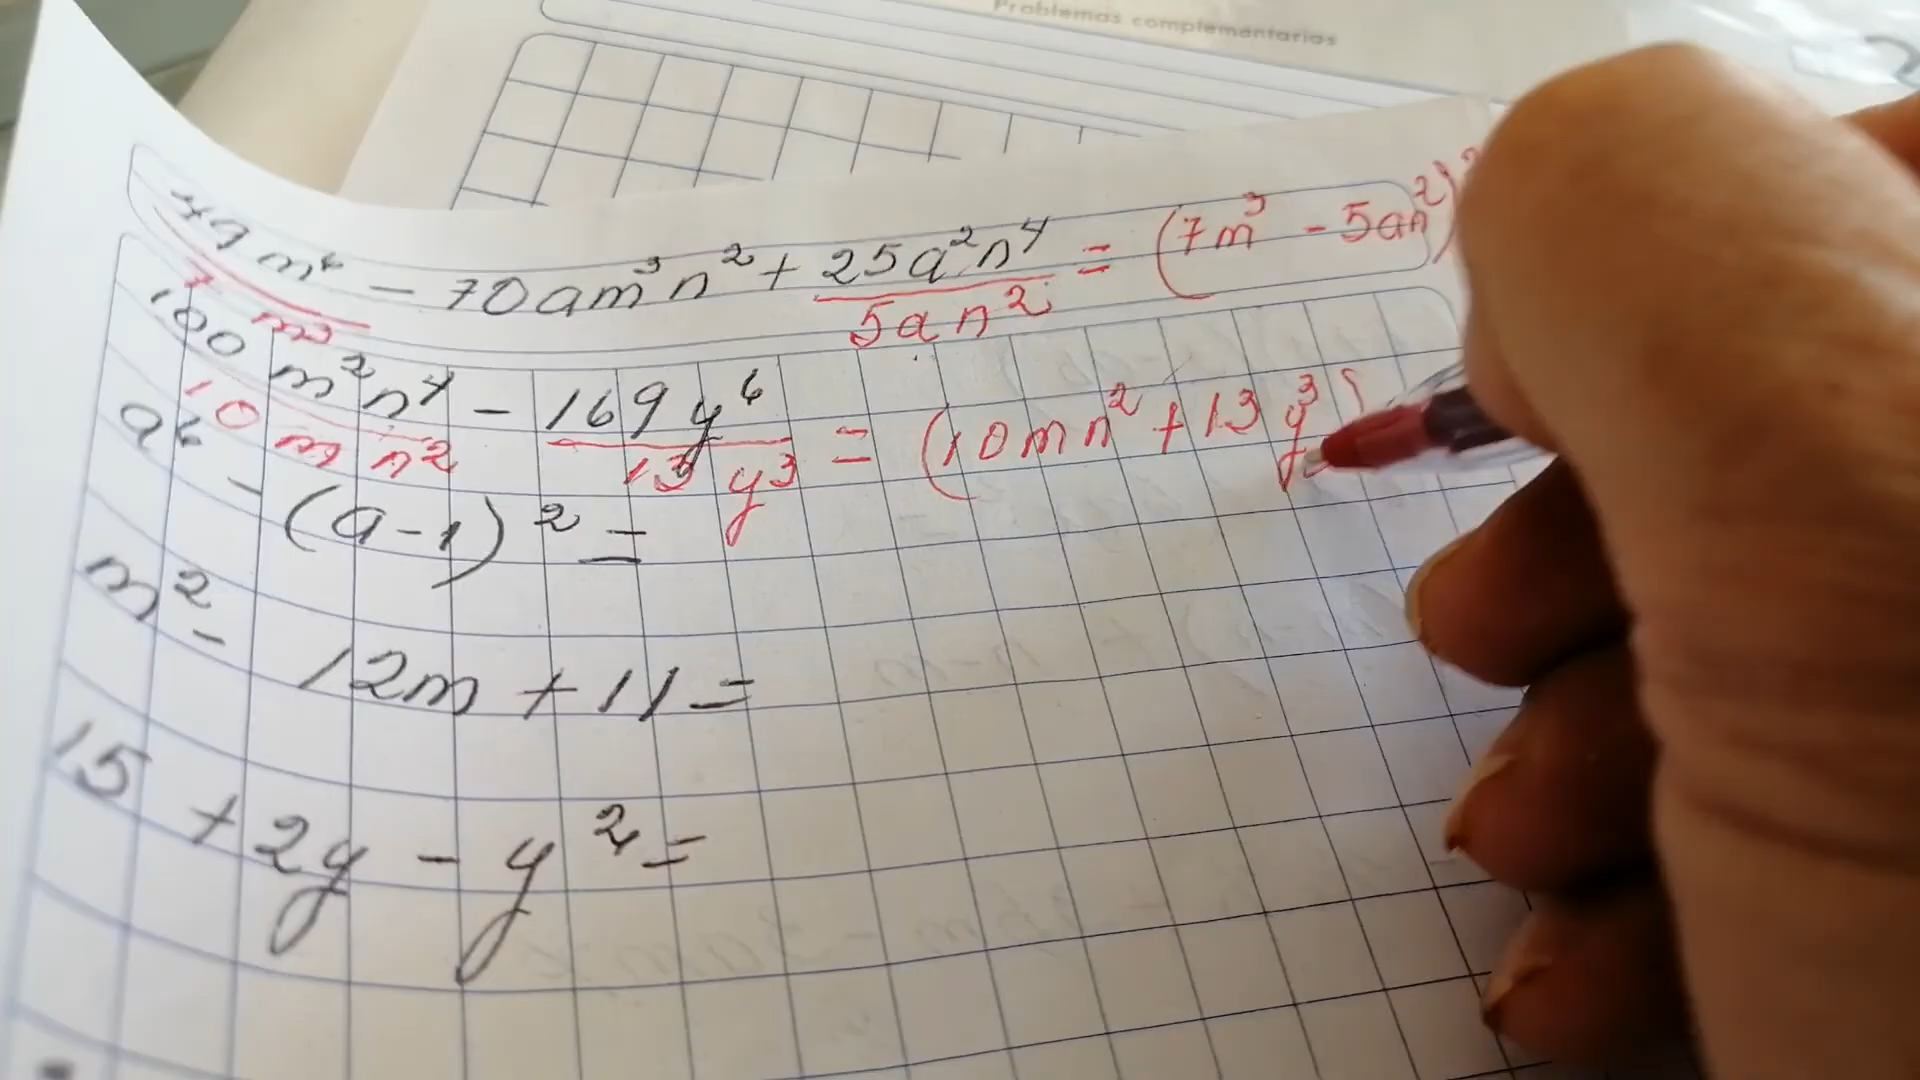 Problemas complementarias
49m⁶ - 70am³n² + 25a²n⁴ = (7m³ - 5an²)²
7m³ 5an²
100m²n⁴ - 169y⁶ = (10mn² + 13y³)
10mn² 13y³
a⁶ - (a-1)² =
m² - 12m + 11 =
15 + 2y - y² =